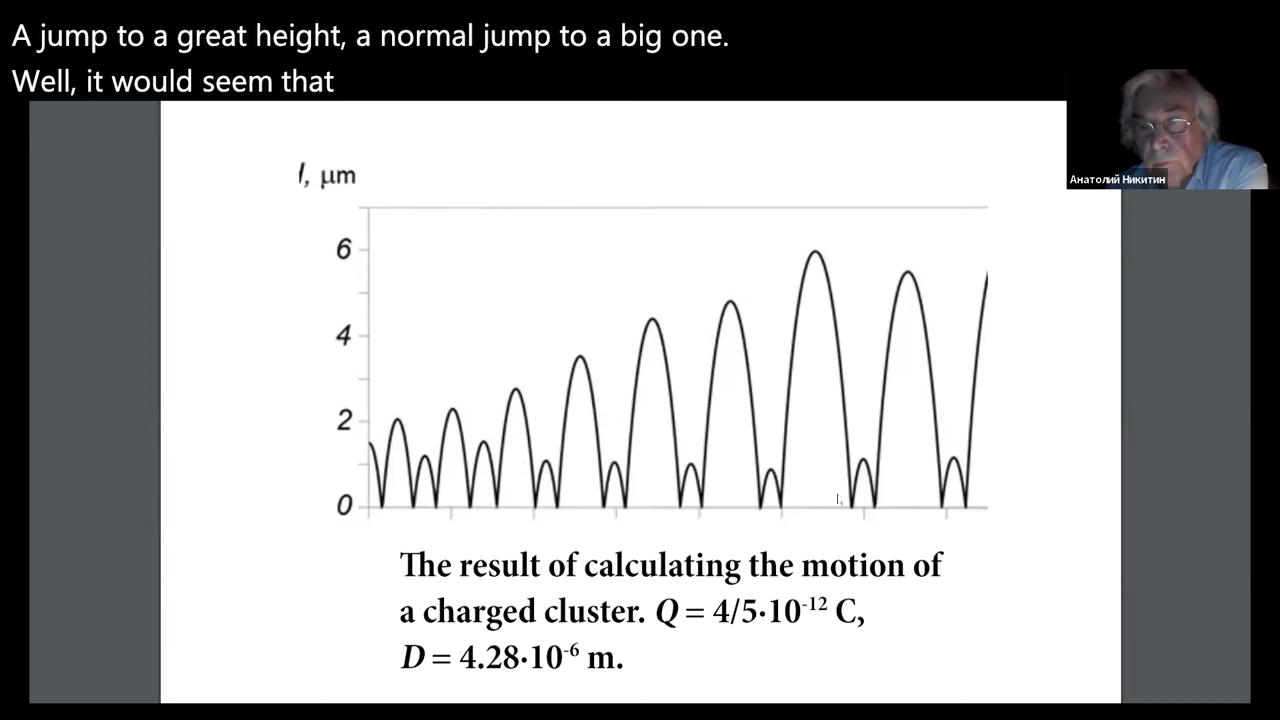 A jump to a great height, a normal jump to a big one.
Well, it would seem that
Анатолий Никитин
l, μm
6
4
2
0
The result of calculating the motion of
a charged cluster. Q = 4/5·10⁻¹² C,
D = 4.28·10⁻⁶ m.